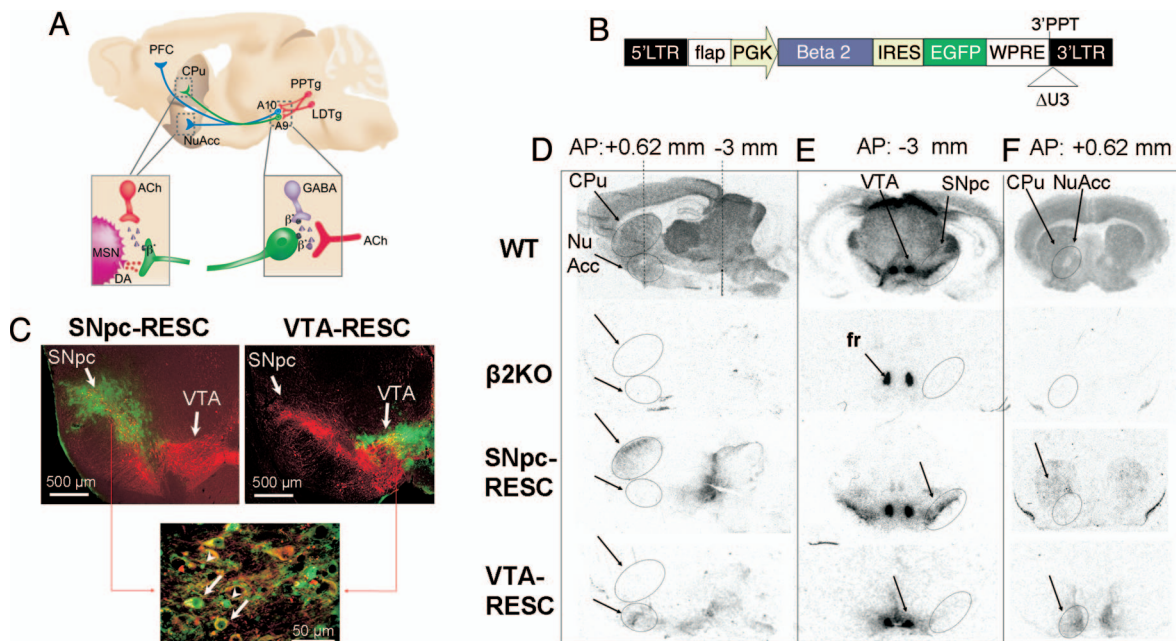 A
PFC
CPu
PPTg
A10
LDTg
A9
NuAcc
ACh
GABA
β*
β*
β*
MSN
ACh
DA
B
3'PPT
5'LTR flap PGK Beta 2 IRES EGFP WPRE 3'LTR
ΔU3
C
SNpc-RESC VTA-RESC
SNpc
VTA
500 µm
SNpc
VTA
500 µm
50 µm
D AP:+0.62 mm -3 mm
CPu
Nu
Acc
E AP: -3 mm
VTA SNpc
F AP: +0.62 mm
CPu NuAcc
WT
β2KO
fr
SNpc-
RESC
VTA-
RESC